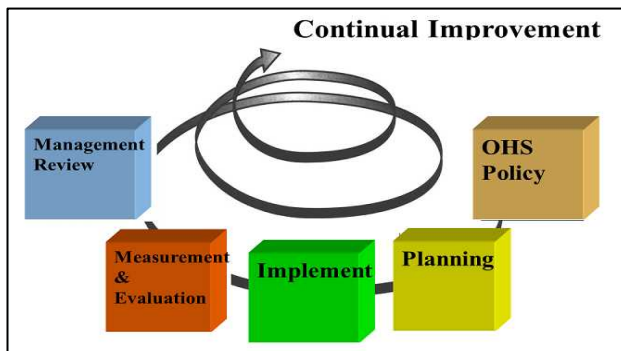 Continual Improvement
Management
Review
OHS
Policy
Measurement
&
Evaluation
Implement
Planning